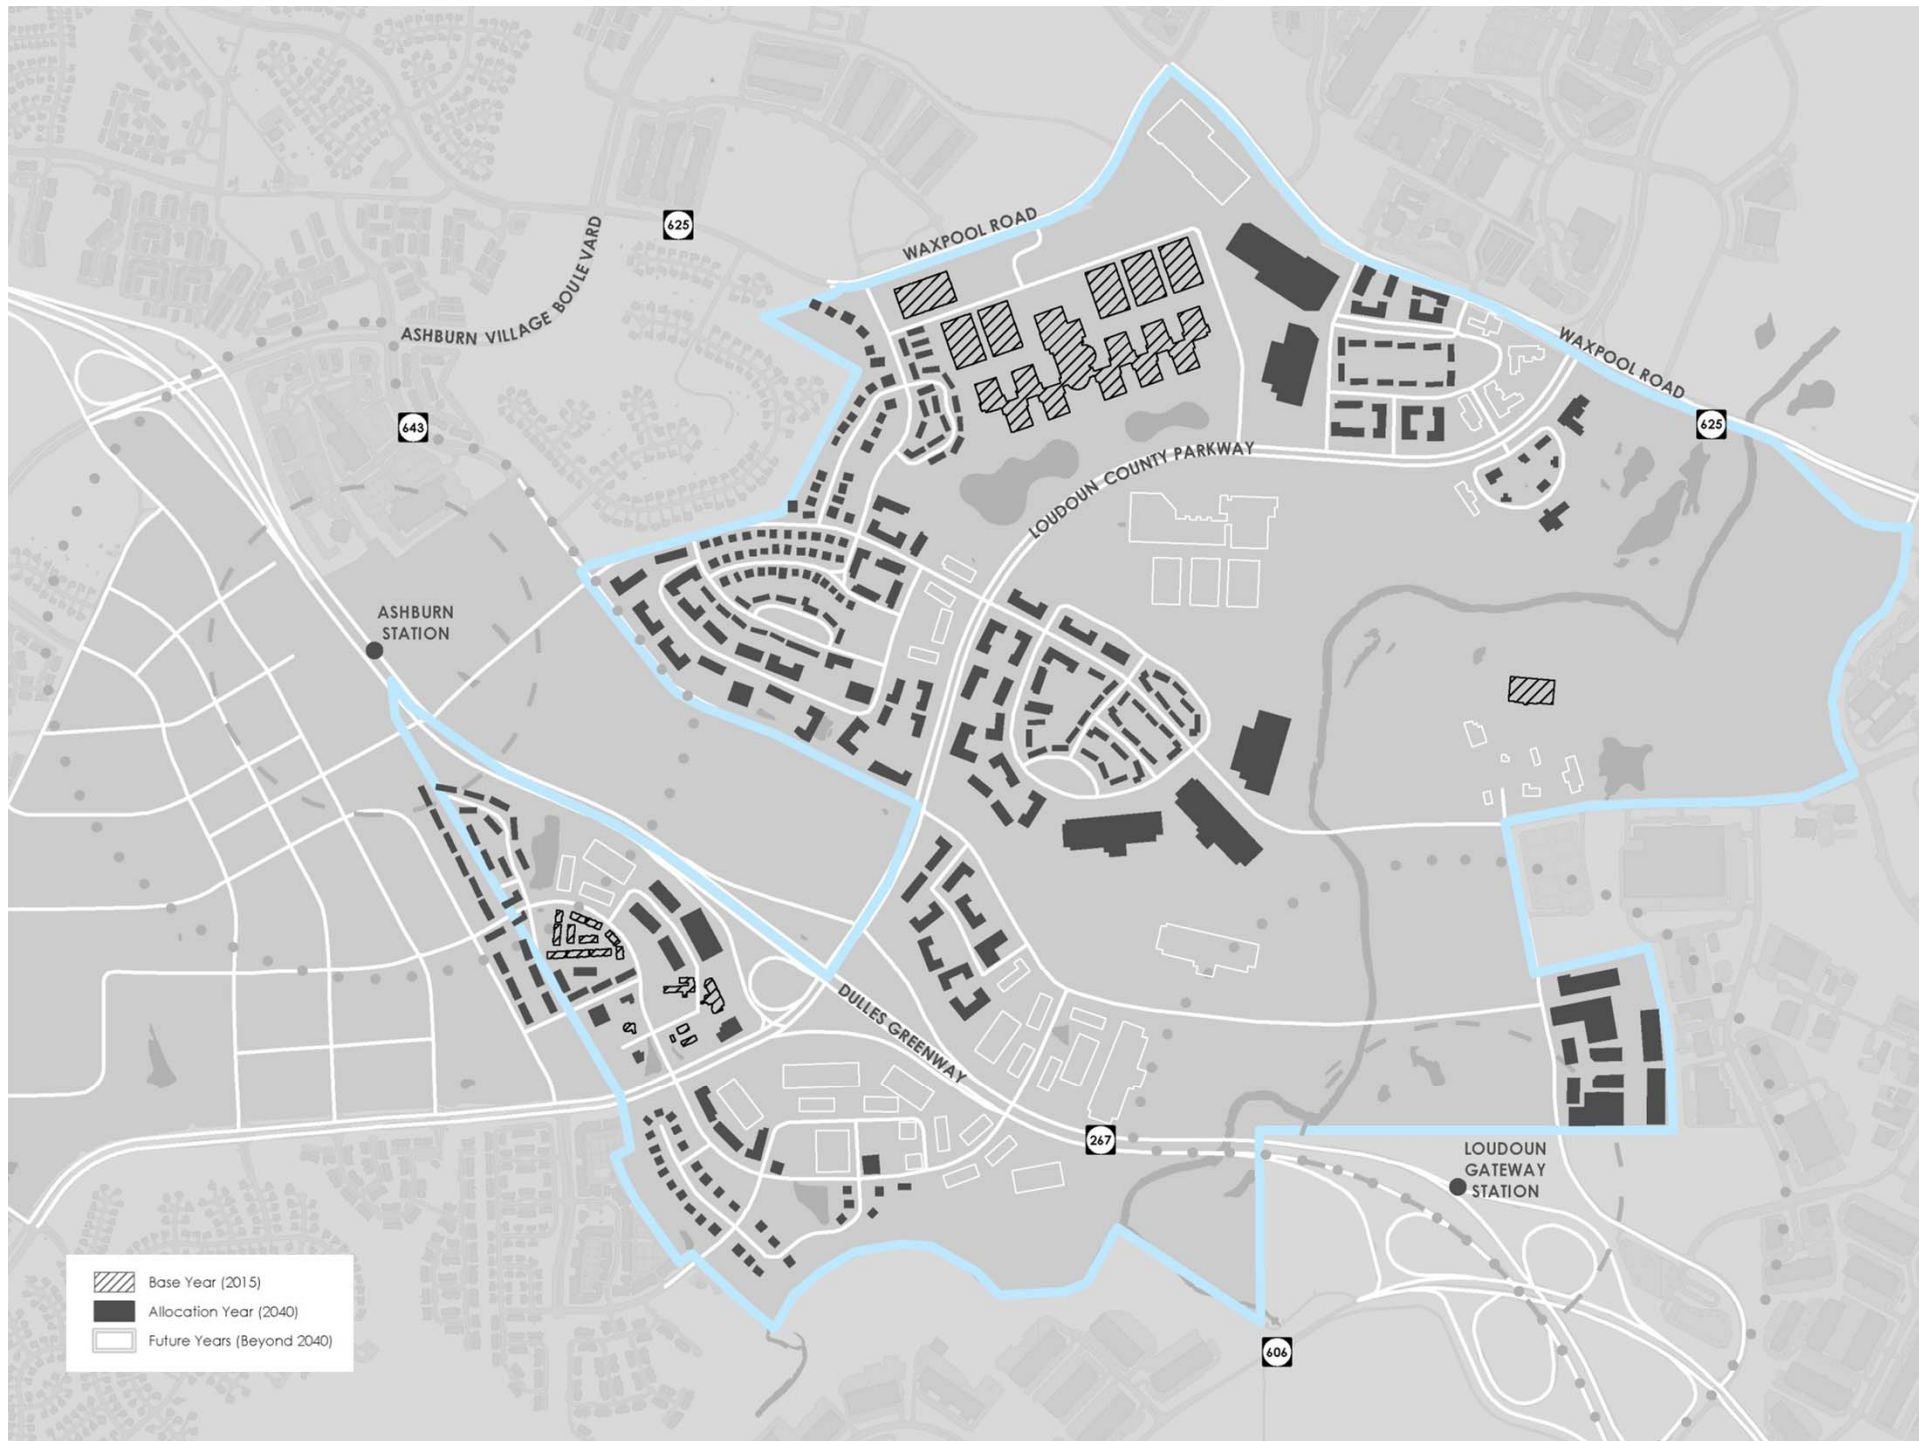 WAXPOOL ROAD
625
ASHBURN VILLAGE BOULEVARD
WAXPOOL ROAD
643
625
LOUDOUN COUNTY PARKWAY
ASHBURN
STATION
DULLES GREENWAY
267
LOUDOUN
GATEWAY
STATION
Base Year (2015)
Allocation Year (2040)
Future Years (Beyond 2040)
606